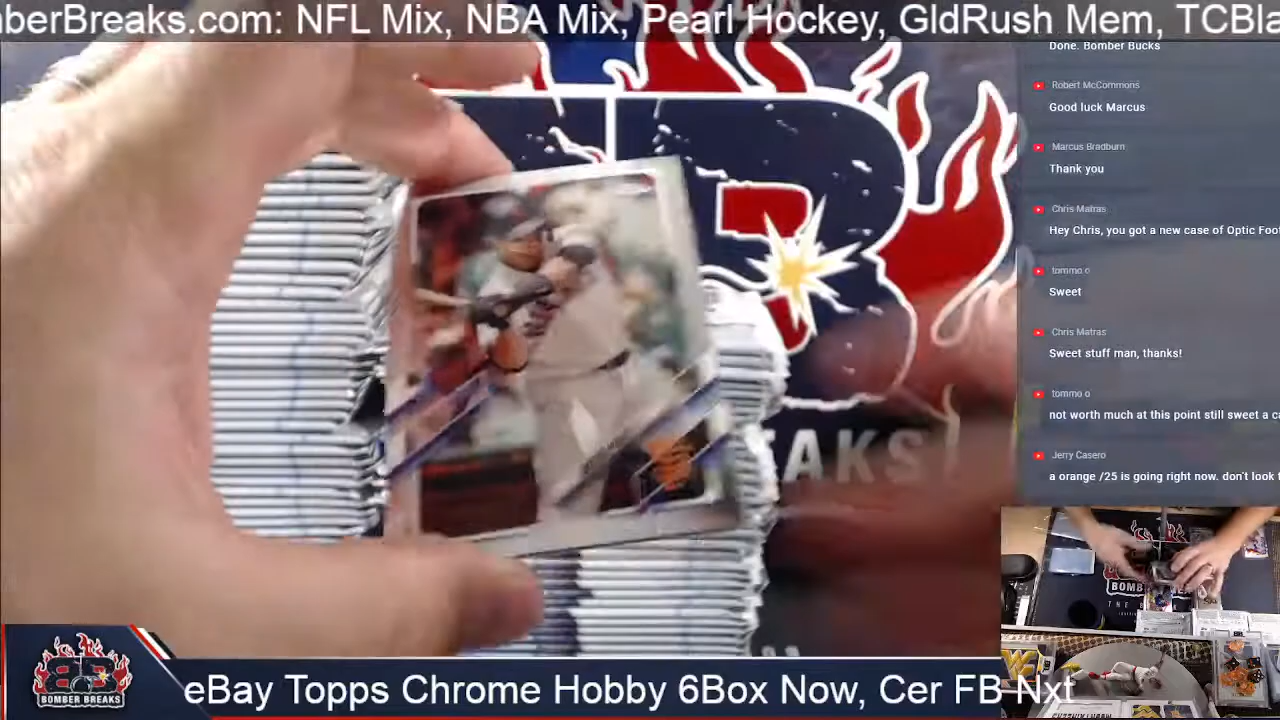 mberBreaks.com: NFL Mix, NBA Mix, Pearl Hockey, GldRush Mem, TCBla
Done. Bomber Bucks
Robert McCommons
Good luck Marcus
Marcus Bradburn
Thank you
Chris Matras
Hey Chris, you got a new case of Optic Foo
tommo o
Sweet
Chris Matras
Sweet stuff man, thanks!
tommo o
not worth much at this point still sweet a c
Jerry Casero
a orange /25 is going right now. don't look
EAKS
BOMBER BREAKS
eBay Topps Chrome Hobby 6Box Now, Cer FB Nxt